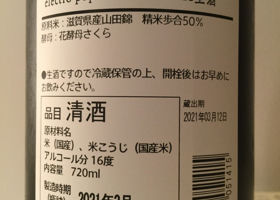 electro po
原料米：滋賀県産山田錦　精米歩合50%
酵母：花酵母さくら
●生酒ですので冷蔵保管の上、開栓後はお早めに
お飲みください。
品目 清酒
原材料名
米（国産）、米こうじ（国産米）
アルコール分 16度
内容量 720ml
製造時期 2021年3月
蔵出期
2021年03月12日
051415